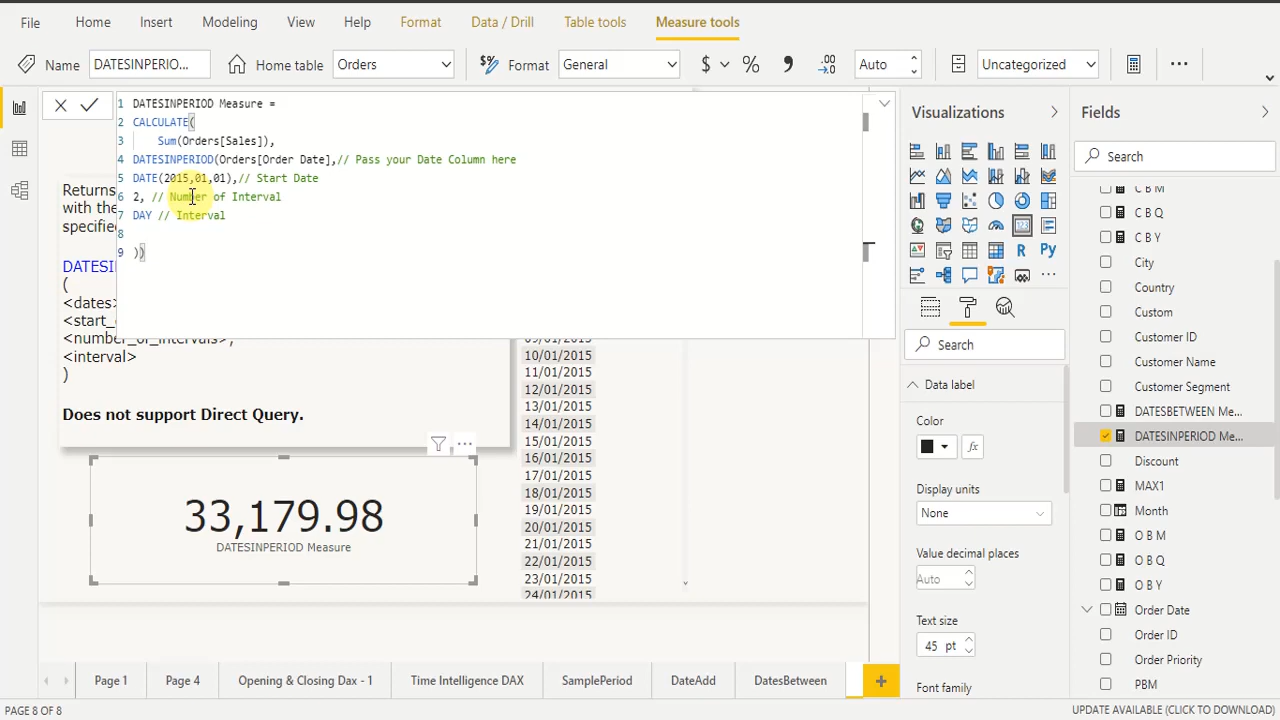 File Home Insert Modeling View Help Format Data / Drill Table tools Measure tools
Name DATESINPERIO... Home table Orders Format General $ % 9 .00 Auto Uncategorized ...
1 DATESINPERIOD Measure =
2 CALCULATE(
3 Sum(Orders[Sales]),
4 DATESINPERIOD(Orders[Order Date],// Pass your Date Column here
5 DATE(2015,01,01),// Start Date
6 2, // Number of Interval
7 DAY // Interval
8
9 ))
Returns
with the
specified
DATESI
(
<dates>
<start_
<number_of_intervals>,
<interval>
)
Does not support Direct Query.
33,179.98
DATESINPERIOD Measure
09/01/2015
10/01/2015
11/01/2015
12/01/2015
13/01/2015
14/01/2015
15/01/2015
16/01/2015
17/01/2015
18/01/2015
19/01/2015
20/01/2015
21/01/2015
22/01/2015
23/01/2015
24/01/2015
Visualizations
123
R Py
Search
Data label
Color
fx
Display units
None
Value decimal places
Auto
Text size
45 pt
Font family
Fields
Search
C B M
C B Q
C B Y
City
Country
Custom
Customer ID
Customer Name
Customer Segment
DATESBETWEEN Me...
DATESINPERIOD Me...
Discount
MAX1
Month
O B M
O B Q
O B Y
Order Date
Order ID
Order Priority
PBM
Page 1 Page 4 Opening & Closing Dax - 1 Time Intelligence DAX SamplePeriod DateAdd DatesBetween +
PAGE 8 OF 8 UPDATE AVAILABLE (CLICK TO DOWNLOAD)